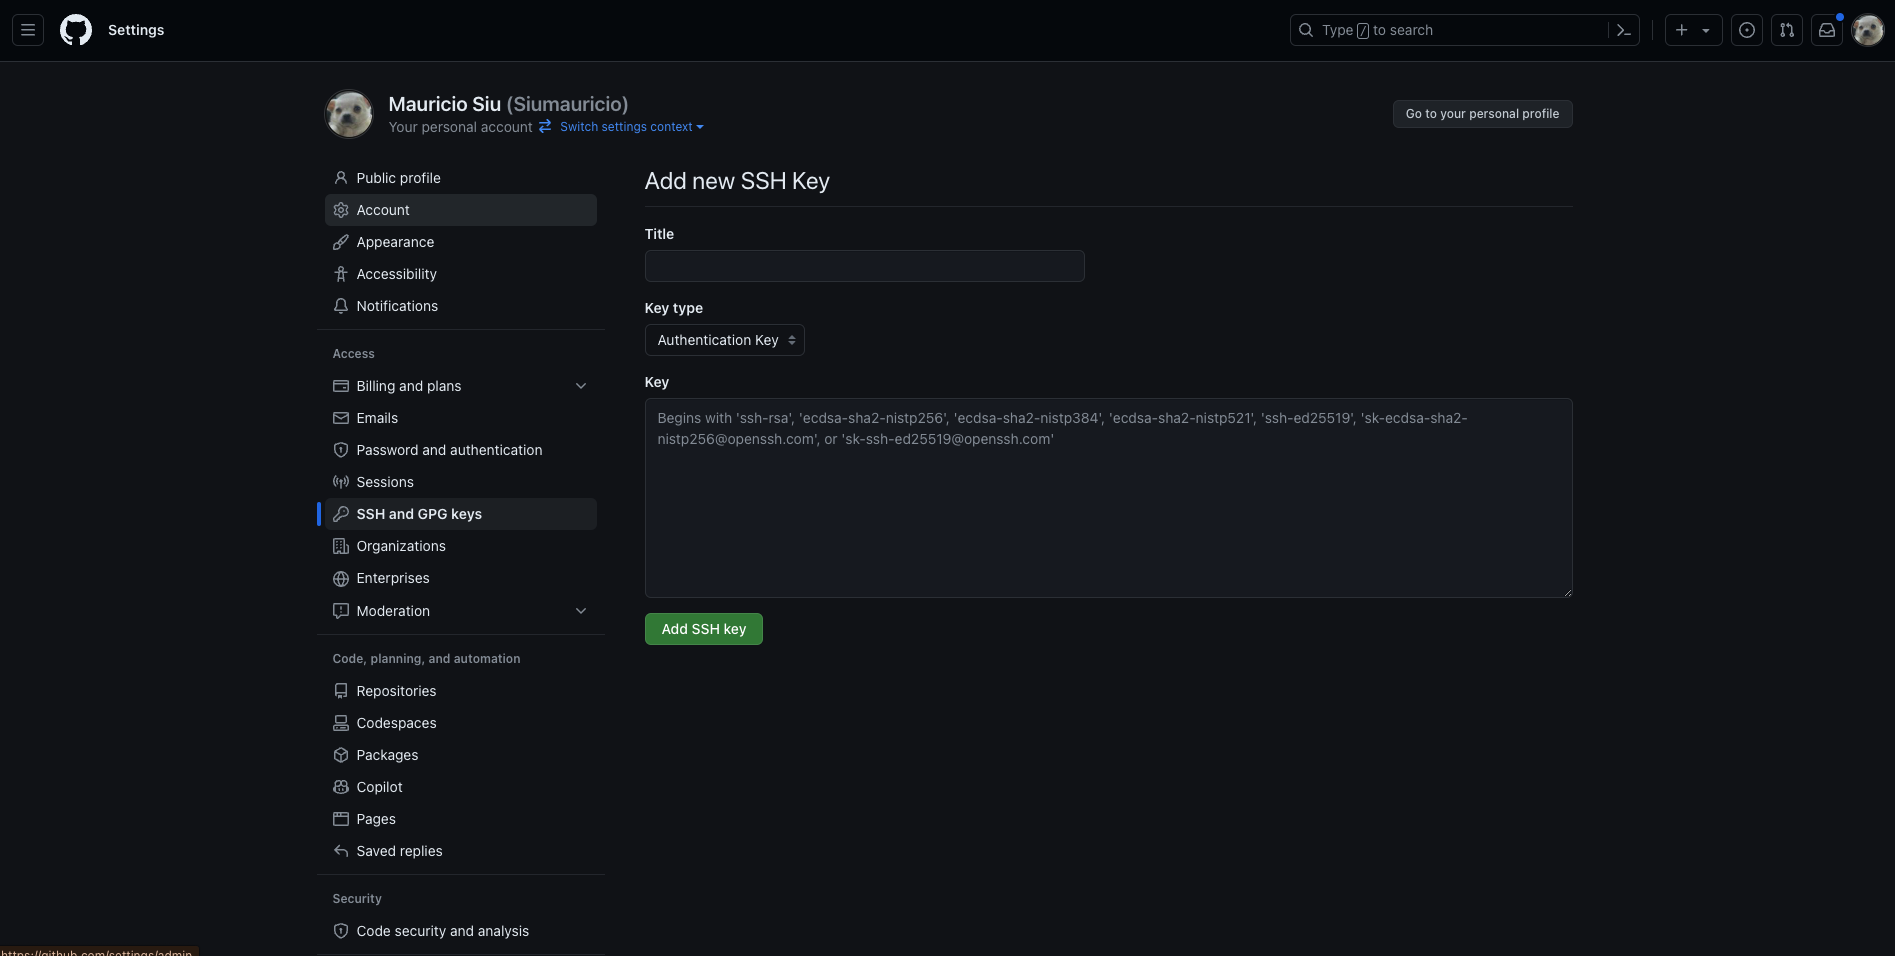 Settings
Type / to search
Mauricio Siu (Siumauricio)
Your personal account Switch settings context
Go to your personal profile
Public profile
Account
Appearance
Accessibility
Notifications
Access
Billing and plans
Emails
Password and authentication
Sessions
SSH and GPG keys
Organizations
Enterprises
Moderation
Code, planning, and automation
Repositories
Codespaces
Packages
Copilot
Pages
Saved replies
Security
Code security and analysis
Add new SSH Key
Title
Key type
Authentication Key
Key
Begins with 'ssh-rsa', 'ecdsa-sha2-nistp256', 'ecdsa-sha2-nistp384', 'ecdsa-sha2-nistp521', 'ssh-ed25519', 'sk-ecdsa-sha2-
nistp256@openssh.com', or 'sk-ssh-ed25519@openssh.com'
Add SSH key
https://github.com/settings/admin